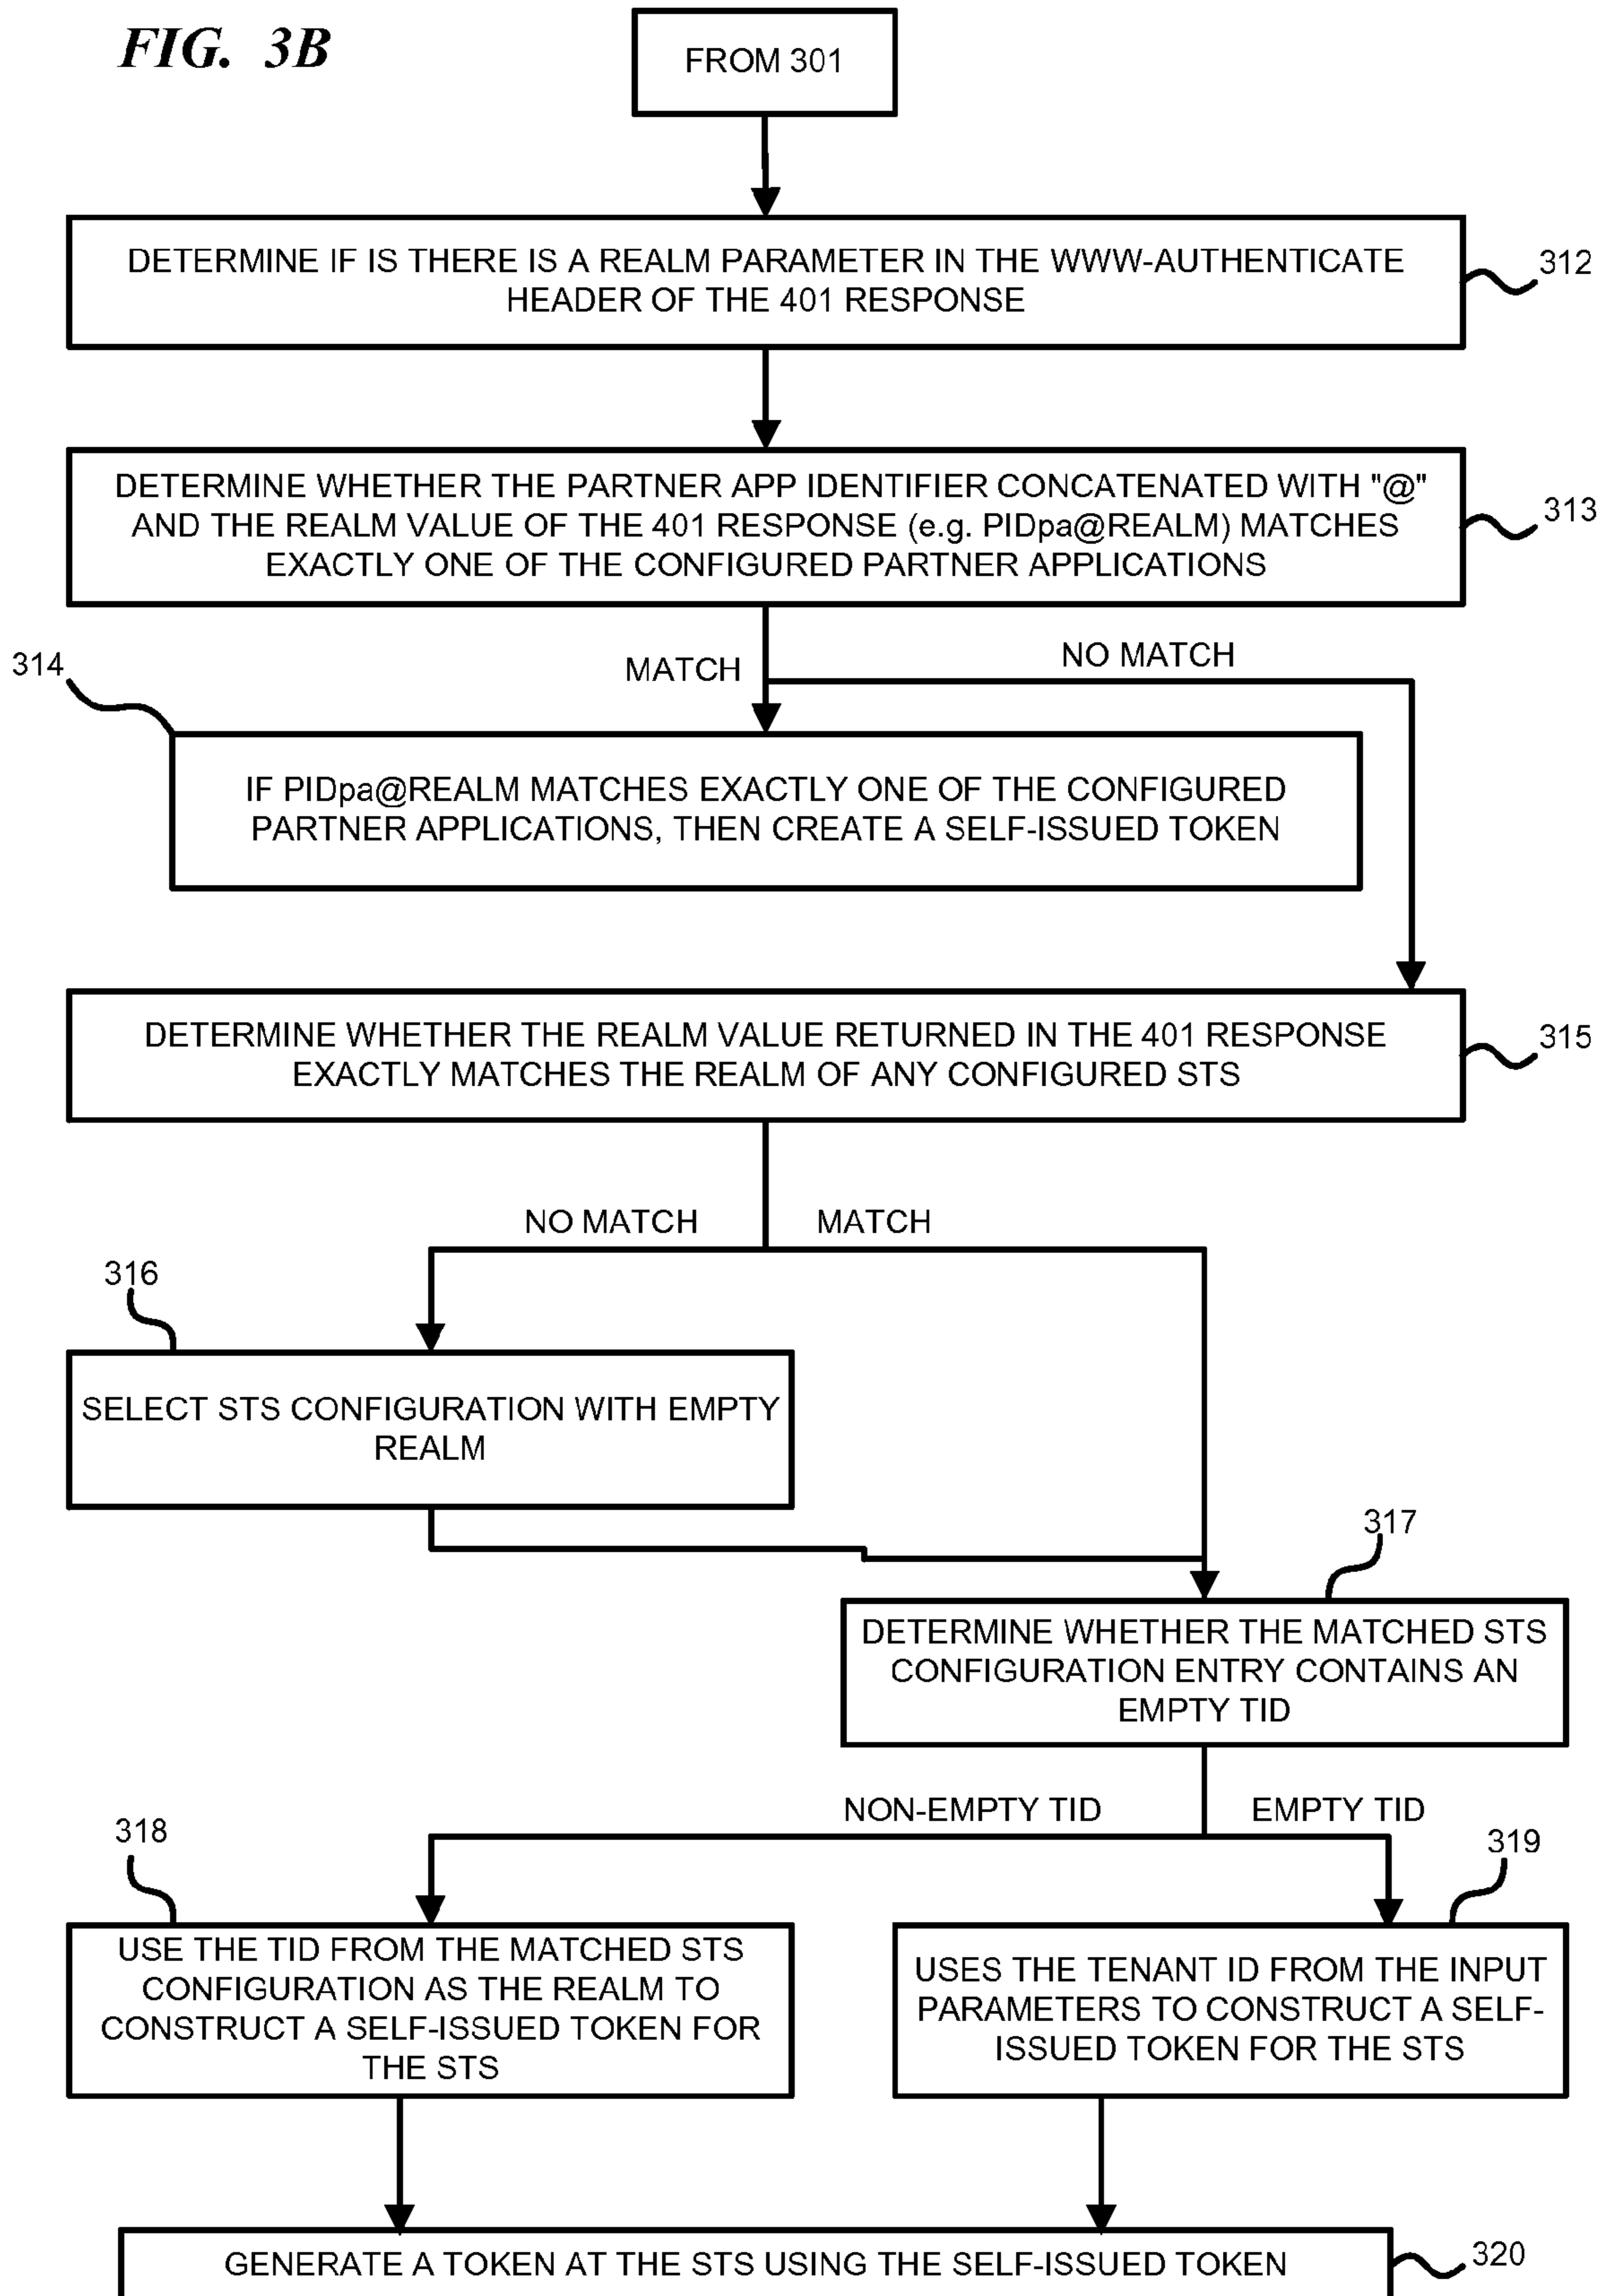 FIG. 3B
FROM 301
DETERMINE IF IS THERE IS A REALM PARAMETER IN THE WWW-AUTHENTICATE
HEADER OF THE 401 RESPONSE
312
DETERMINE WHETHER THE PARTNER APP IDENTIFIER CONCATENATED WITH "@"
AND THE REALM VALUE OF THE 401 RESPONSE (e.g. PIDpa@REALM) MATCHES
EXACTLY ONE OF THE CONFIGURED PARTNER APPLICATIONS
313
314
MATCH
NO MATCH
IF PIDpa@REALM MATCHES EXACTLY ONE OF THE CONFIGURED
PARTNER APPLICATIONS, THEN CREATE A SELF-ISSUED TOKEN
DETERMINE WHETHER THE REALM VALUE RETURNED IN THE 401 RESPONSE
EXACTLY MATCHES THE REALM OF ANY CONFIGURED STS
315
NO MATCH
MATCH
316
SELECT STS CONFIGURATION WITH EMPTY
REALM
317
DETERMINE WHETHER THE MATCHED STS
CONFIGURATION ENTRY CONTAINS AN
EMPTY TID
NON-EMPTY TID
EMPTY TID
318
319
USE THE TID FROM THE MATCHED STS
CONFIGURATION AS THE REALM TO
CONSTRUCT A SELF-ISSUED TOKEN FOR
THE STS
USES THE TENANT ID FROM THE INPUT
PARAMETERS TO CONSTRUCT A SELF-
ISSUED TOKEN FOR THE STS
GENERATE A TOKEN AT THE STS USING THE SELF-ISSUED TOKEN
320